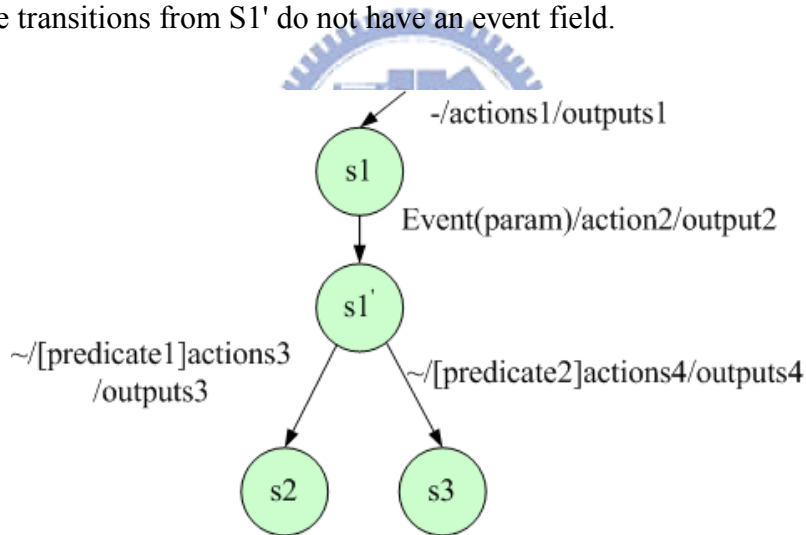 e transitions from S1' do not have an event field.
-/actions1/outputs1
s1
Event(param)/action2/output2
s1'
~/[predicate1]actions3
/outputs3
~/[predicate2]actions4/outputs4
s2
s3